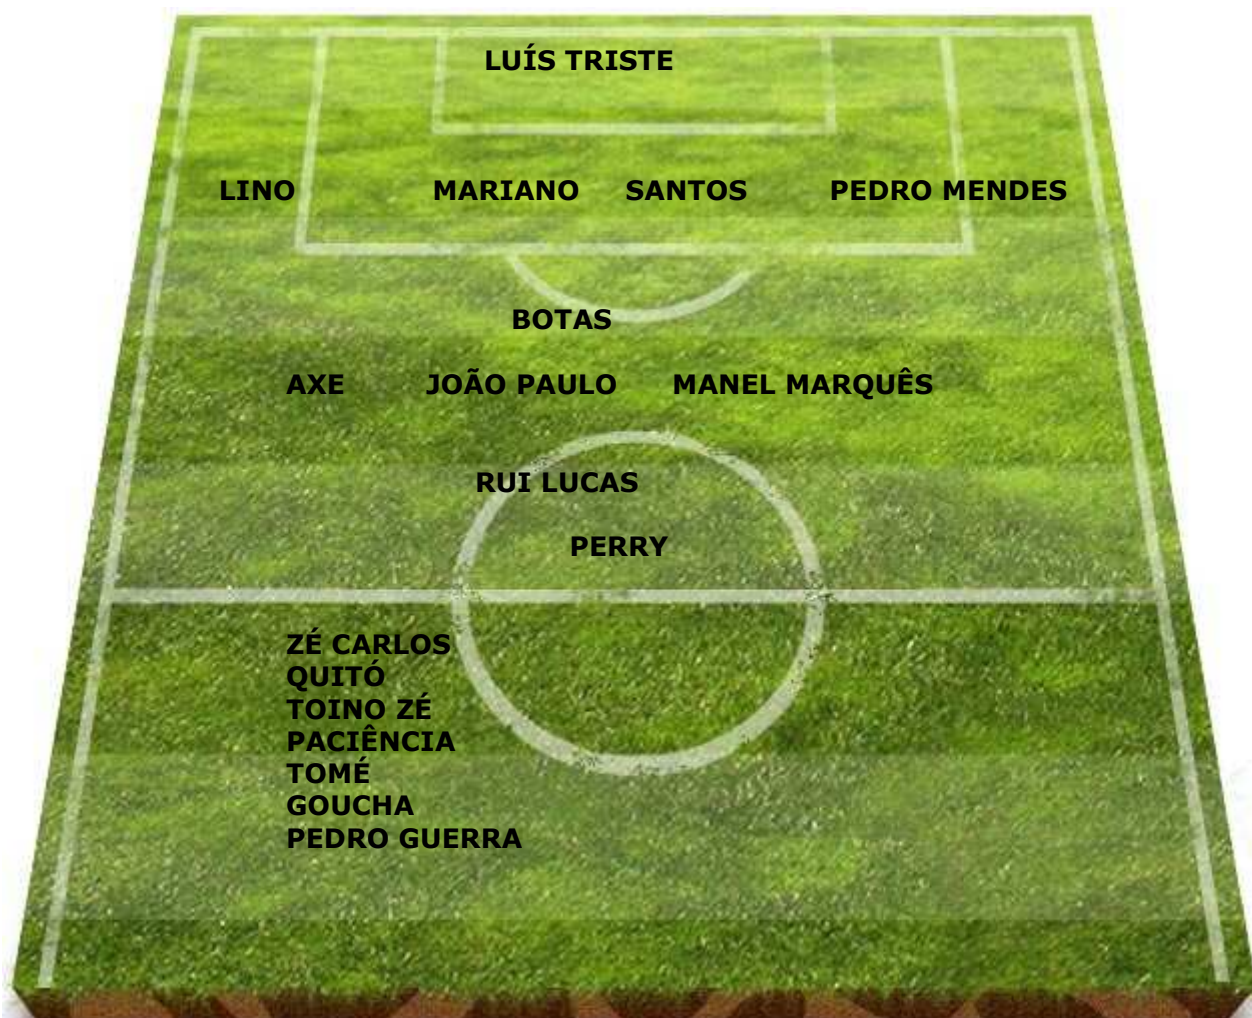 LUÍS TRISTE
LINO MARIANO SANTOS PEDRO MENDES
BOTAS
AXE JOÃO PAULO MANEL MARQUÊS
RUI LUCAS
PERRY
ZÉ CARLOS
QUITÓ
TOINO ZÉ
PACIÊNCIA
TOMÉ
GOUCHA
PEDRO GUERRA